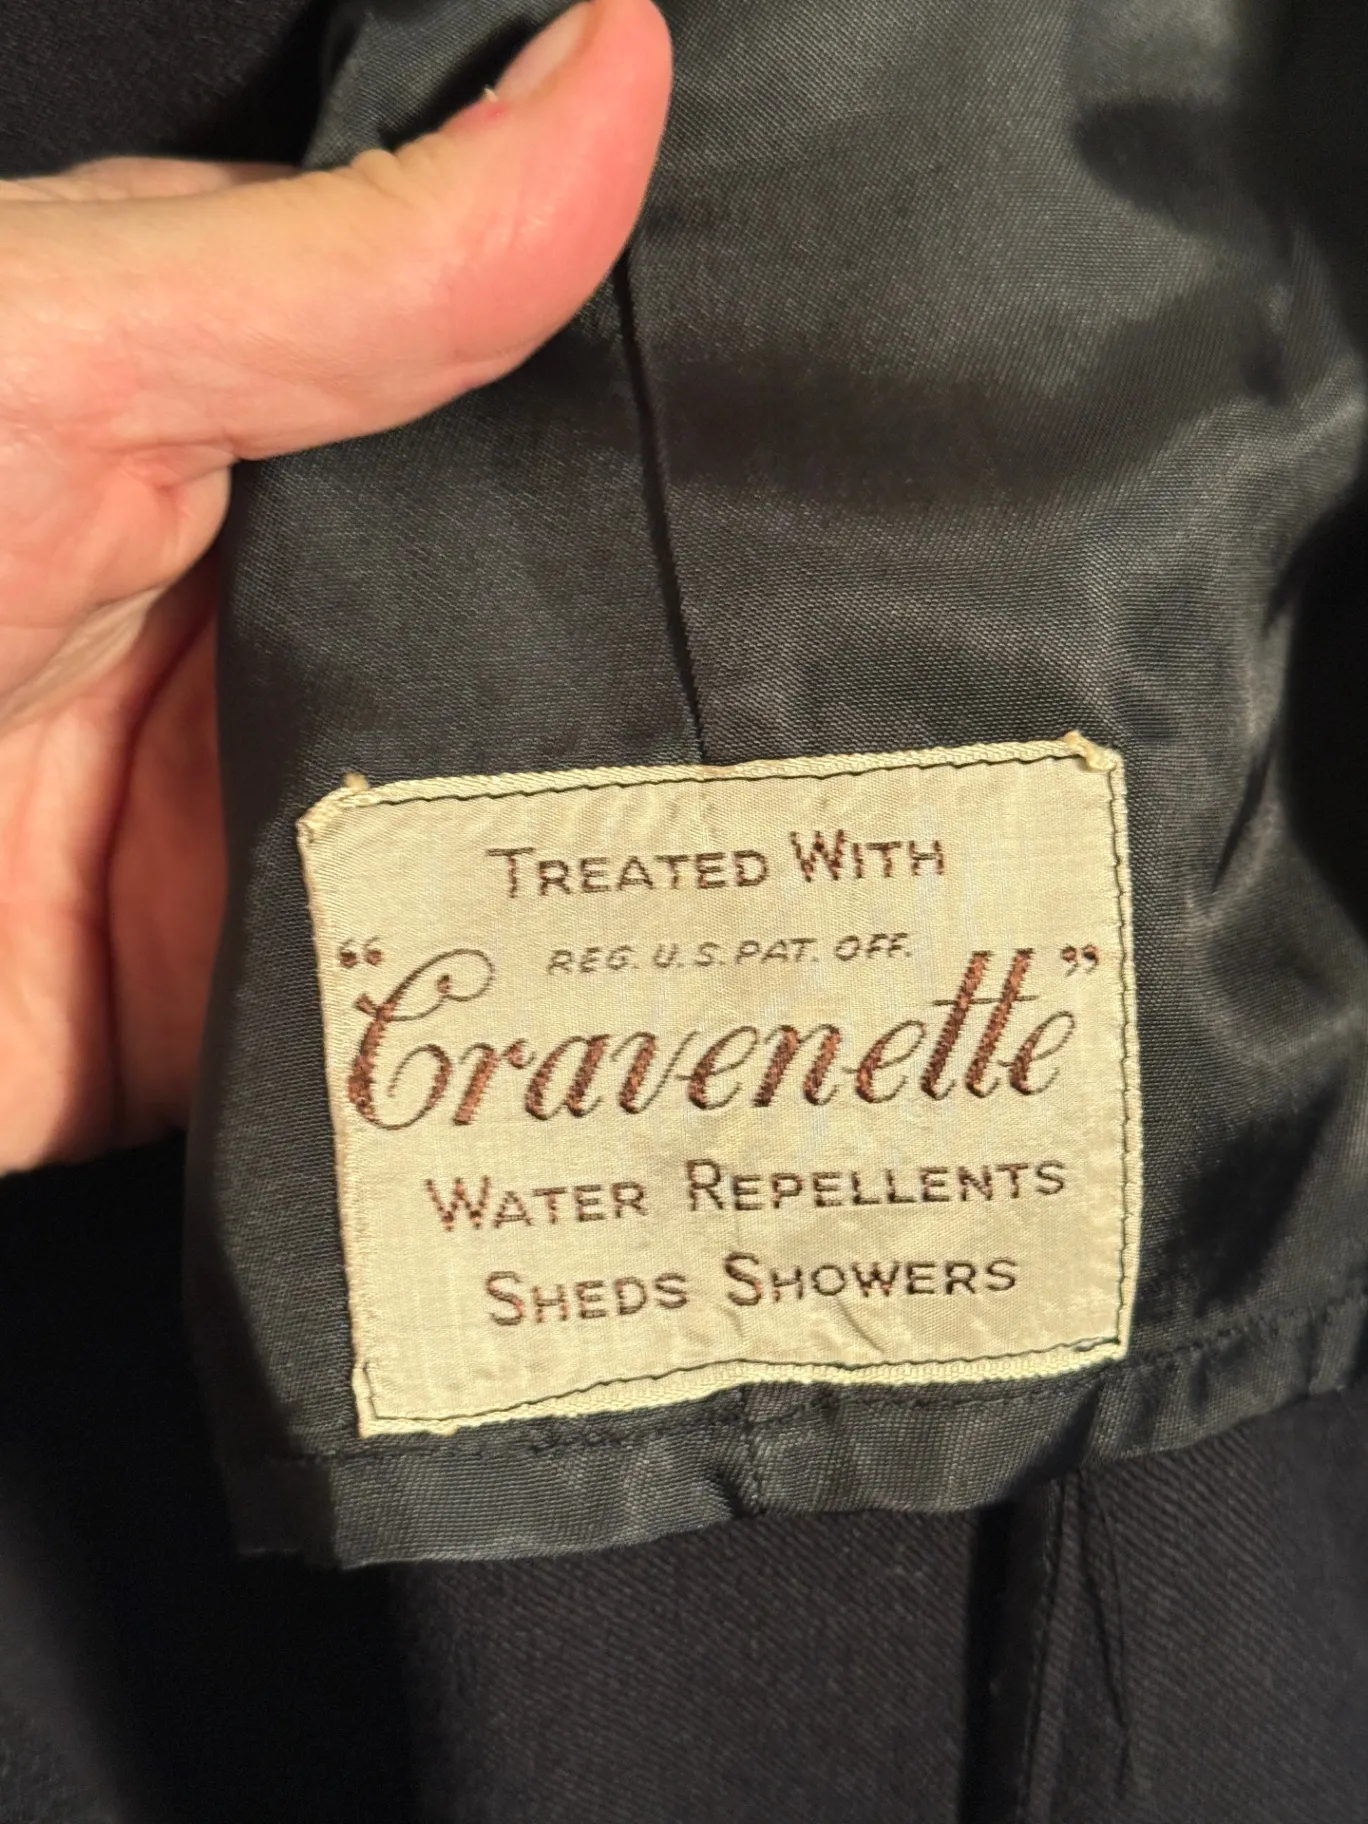 TREATED WITH
REG. U.S. PAT. OFF.
“Cravenette”
WATER REPELLENTS
SHEDS SHOWERS